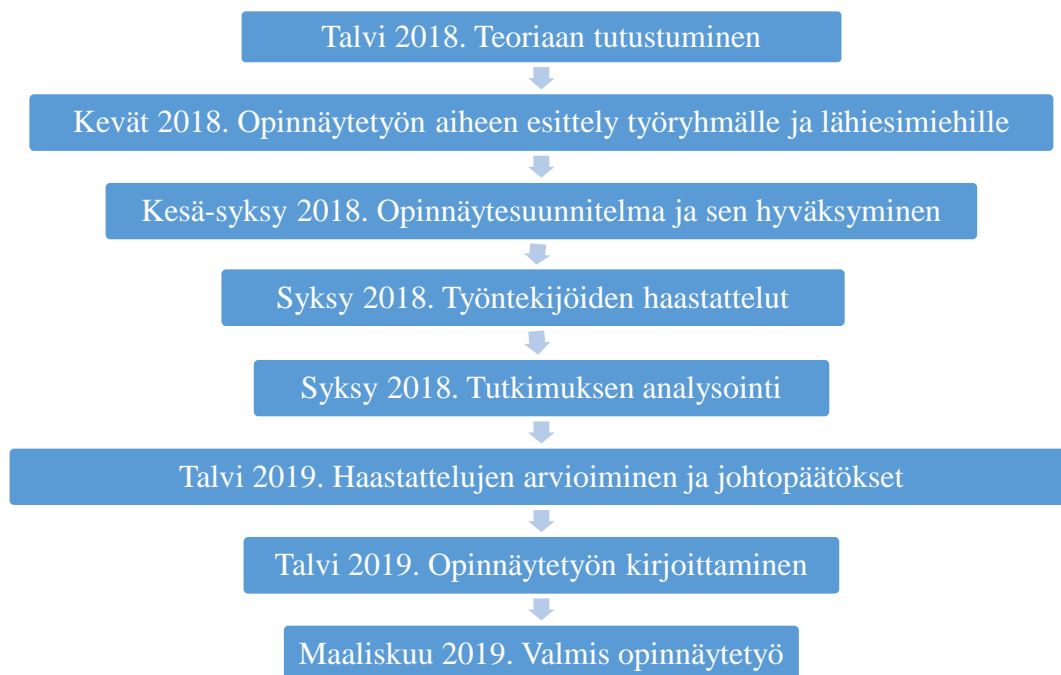 Talvi 2018. Teoriaan tutustuminen
Kevät 2018. Opinnäytetyön aiheen esittely työryhmälle ja lähiesimiehille
Kesä-syksy 2018. Opinnäytesuunnitelma ja sen hyväksyminen
Syksy 2018. Työntekijöiden haastattelut
Syksy 2018. Tutkimuksen analysointi
Talvi 2019. Haastattelujen arvioiminen ja johtopäätökset
Talvi 2019. Opinnäytetyön kirjoittaminen
Maaliskuu 2019. Valmis opinnäytetyö